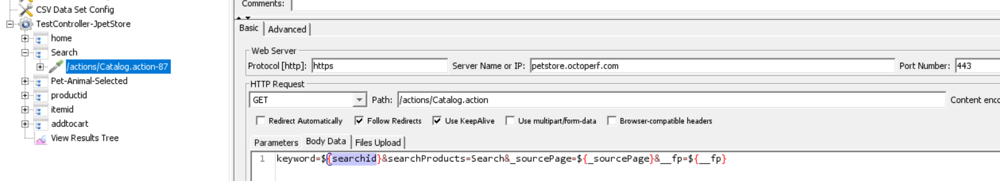 CSV Data Set Config
TestController-JpetStore
home
Search
/actions/Catalog.action-87
Pet-Animal-Selected
productid
itemid
addtocart
View Results Tree
Comments:
Basic Advanced
Web Server
Protocol [http]: https Server Name or IP: petstore.octoperf.com Port Number: 443
HTTP Request
GET Path: /actions/Catalog.action Content enco
Redirect Automatically Follow Redirects Use KeepAlive Use multipart/form-data Browser-compatible headers
Parameters Body Data Files Upload
1 keyword=${searchid}&searchProducts=Search&_sourcePage=${_sourcePage}&__fp=${__fp}